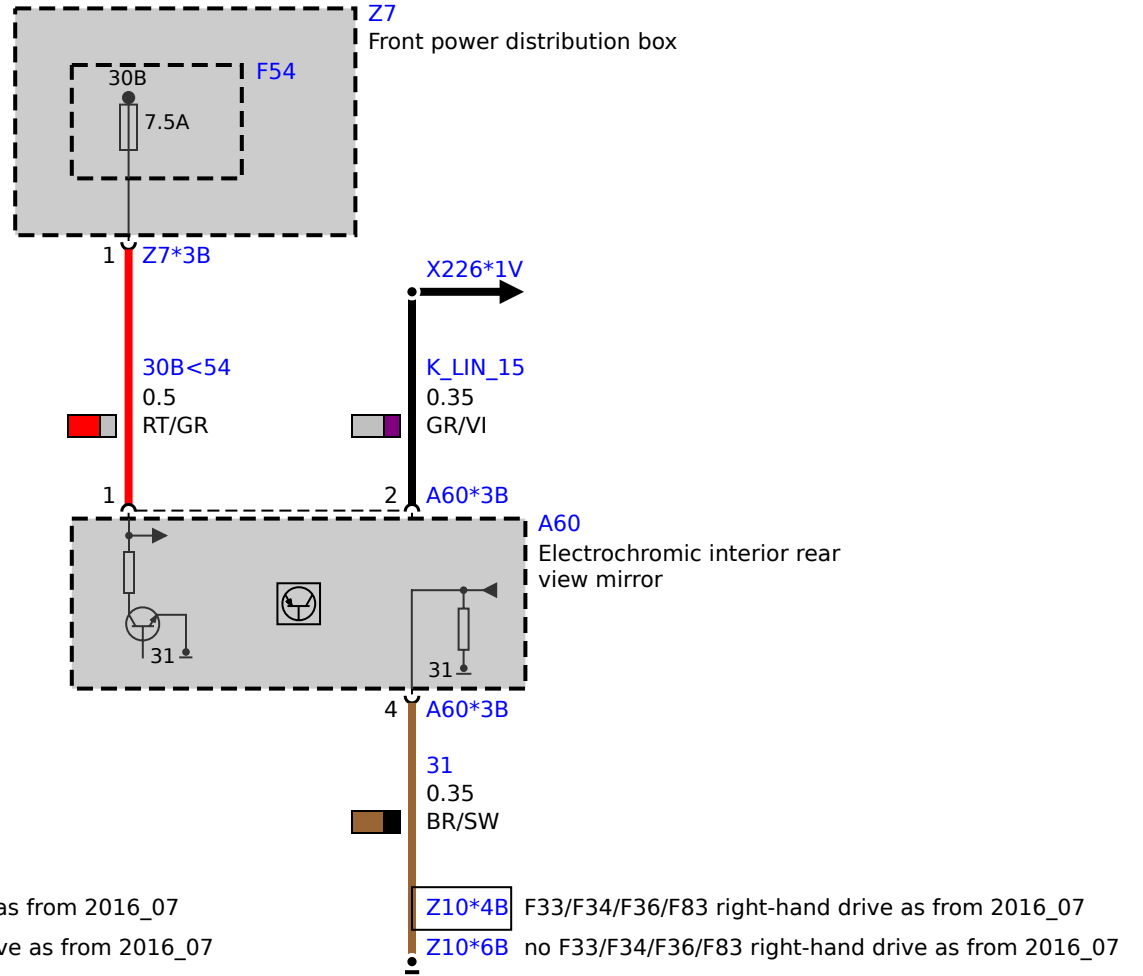 Z7
Front power distribution box
F54
30B
7.5A
1 Z7*3B
X226*1V
30B<54
0.5
RT/GR
K_LIN_15
0.35
GR/VI
1
2 A60*3B
A60
Electrochromic interior rear
view mirror
31
31
4 A60*3B
31
0.35
BR/SW
as from 2016_07
Z10*4B F33/F34/F36/F83 right-hand drive as from 2016_07
ve as from 2016_07
Z10*6B no F33/F34/F36/F83 right-hand drive as from 2016_07